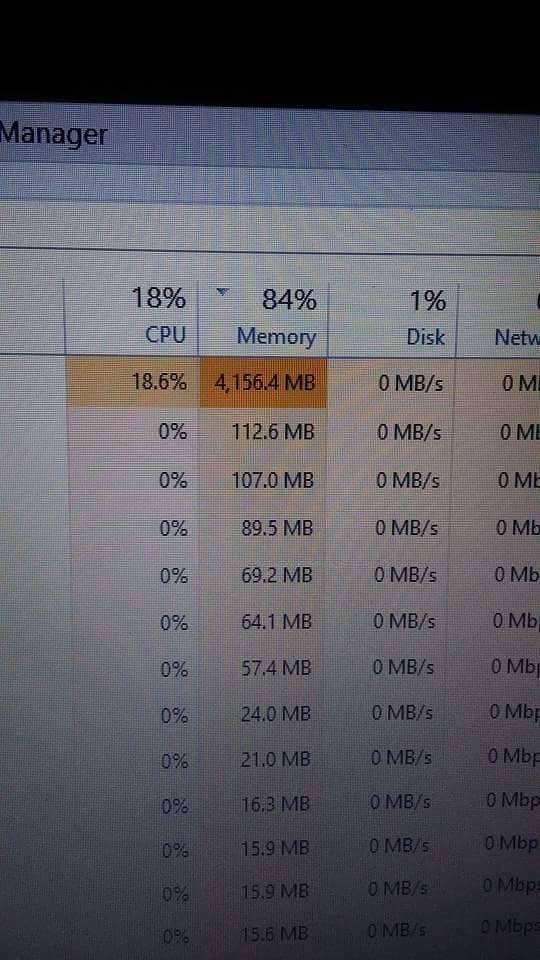 Manager
18% 84% 1%
CPU Memory Disk Netw
18.6% 4,156.4 MB 0 MB/s 0 M
0% 112.6 MB 0 MB/s 0 Mb
0% 107.0 MB 0 MB/s 0 Mb
0% 89.5 MB 0 MB/s 0 Mb
0% 69.2 MB 0 MB/s 0 Mb
0% 64.1 MB 0 MB/s 0 Mbp
0% 57.4 MB 0 MB/s 0 Mbp
0% 24.0 MB 0 MB/s 0 Mbp
0% 21.0 MB 0 MB/s 0 Mbp
0% 16.3 MB 0 MB/s 0 Mbp
0% 15.9 MB 0 MB/s 0 Mbp
0% 15.9 MB 0 MB/s 0 Mbps
0% 15.6 MB 0 MB/s 0 Mbps